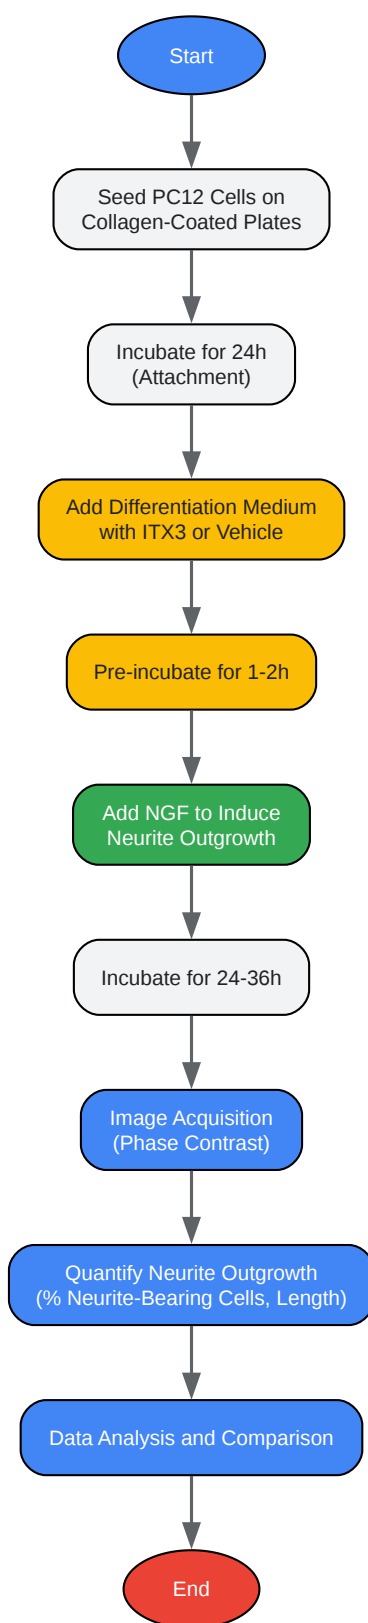 Start
Seed PC12 Cells on
Collagen-Coated Plates
Incubate for 24h
(Attachment)
Add Differentiation Medium
with ITX3 or Vehicle
Pre-incubate for 1-2h
Add NGF to Induce
Neurite Outgrowth
Incubate for 24-36h
Image Acquisition
(Phase Contrast)
Quantify Neurite Outgrowth
(% Neurite-Bearing Cells, Length)
Data Analysis and Comparison
End